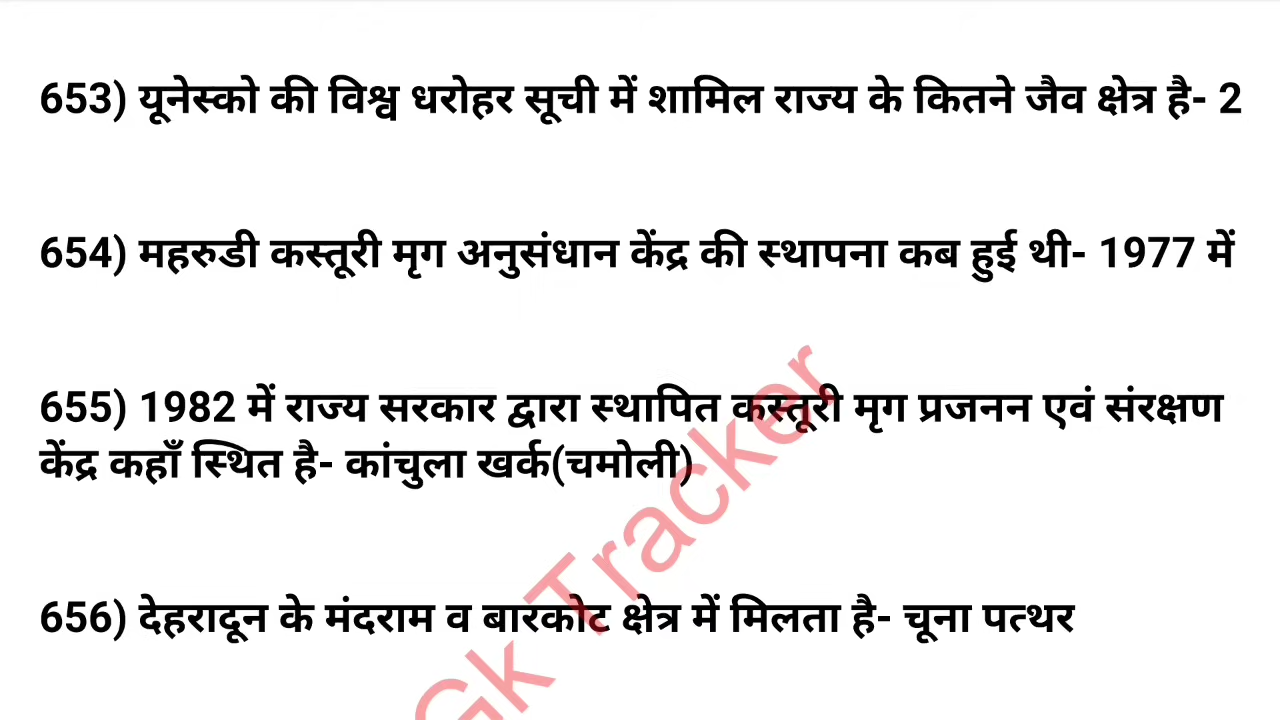 653) यूनेस्को की विश्व धरोहर सूची में शामिल राज्य के कितने जैव क्षेत्र है- 2
654) महरुडी कस्तूरी मृग अनुसंधान केंद्र की स्थापना कब हुई थी- 1977 में
655) 1982 में राज्य सरकार द्वारा स्थापित कस्तूरी मृग प्रजनन एवं संरक्षण
केंद्र कहाँ स्थित है- कांचुला खर्क(चमोली)
656) देहरादून के मंदराम व बारकोट क्षेत्र में मिलता है- चूना पत्थर
Gk Tracker